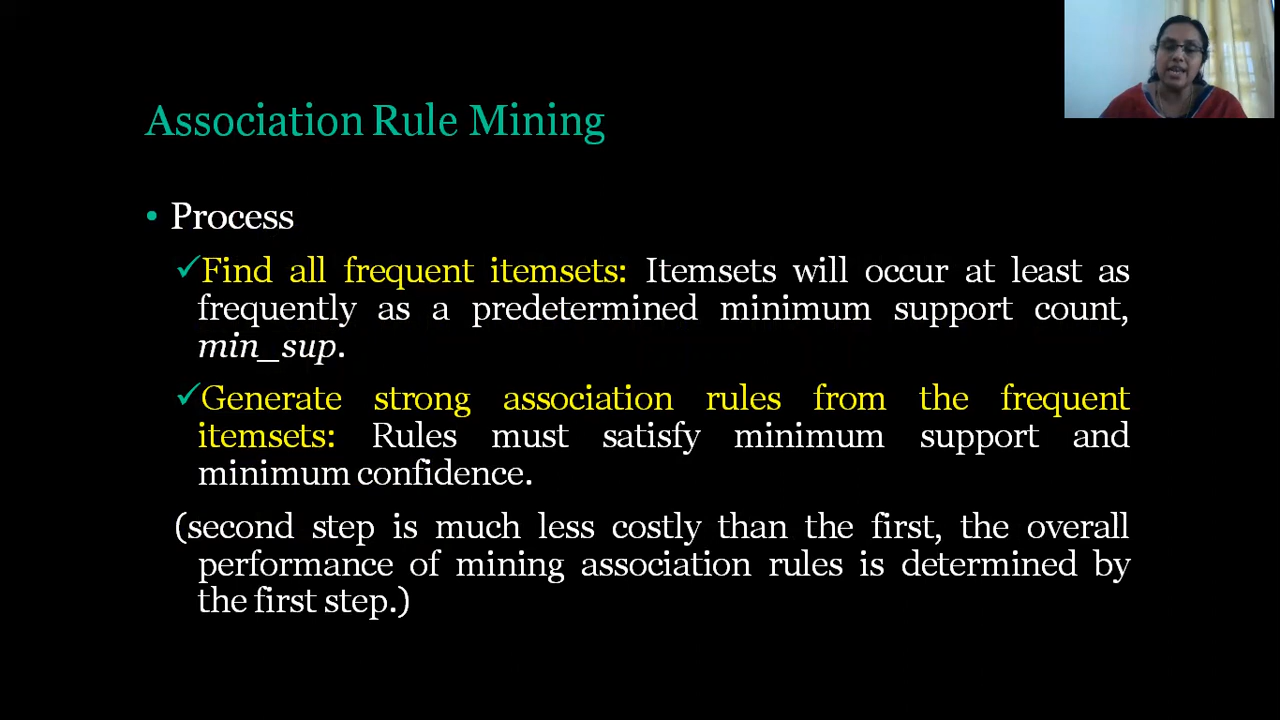 Association Rule Mining
• Process
✓Find all frequent itemsets: Itemsets will occur at least as
frequently as a predetermined minimum support count,
min_sup.
✓Generate strong association rules from the frequent
itemsets: Rules must satisfy minimum support and
minimum confidence.
(second step is much less costly than the first, the overall
performance of mining association rules is determined by
the first step.)